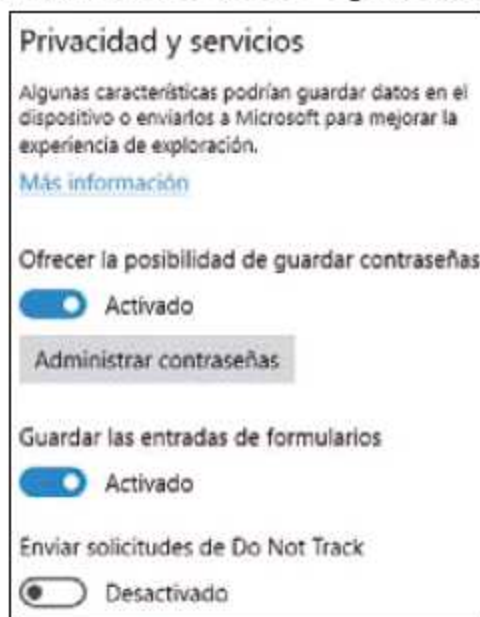 Privacidad y servicios
Algunas características podrían guardar datos en el
dispositivo o enviarlos a Microsoft para mejorar la
experiencia de exploración.
Más información
Ofrecer la posibilidad de guardar contraseñas
Activado
Administrar contraseñas
Guardar las entradas de formularios
Activado
Enviar solicitudes de Do Not Track
Desactivado